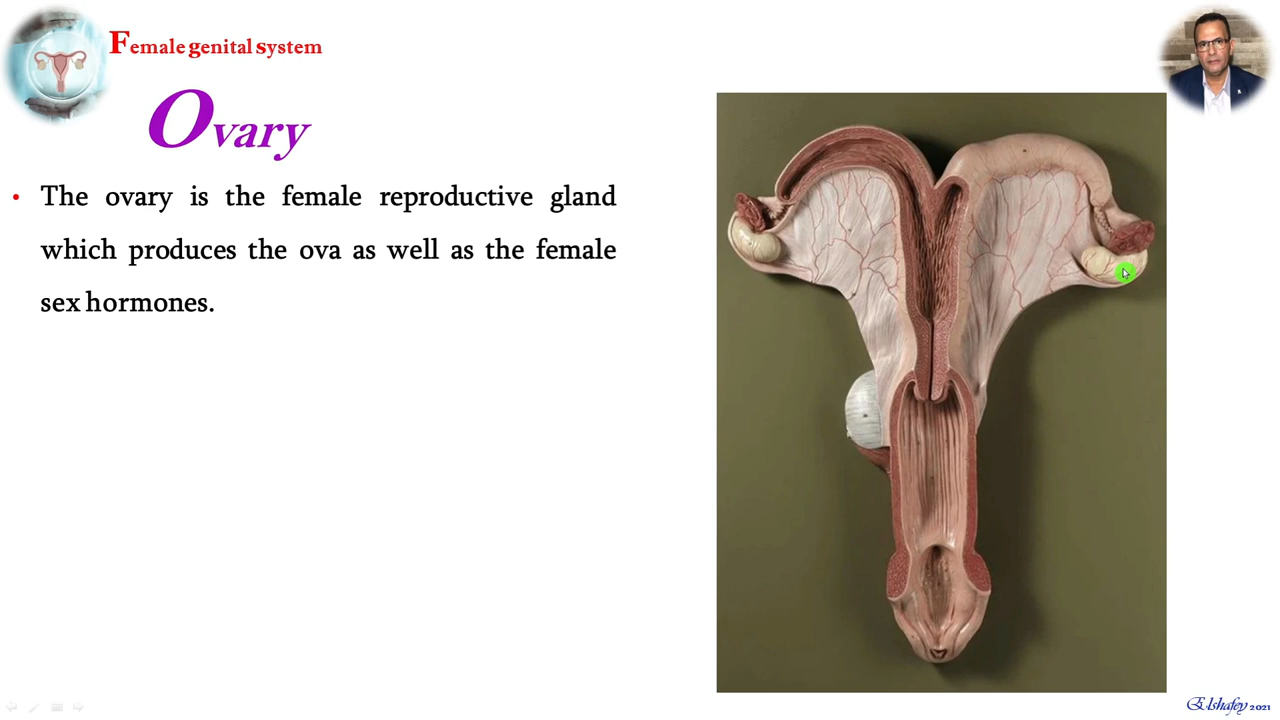 Female genital system
Ovary
• The ovary is the female reproductive gland
which produces the ova as well as the female
sex hormones.
Elshafey 2021